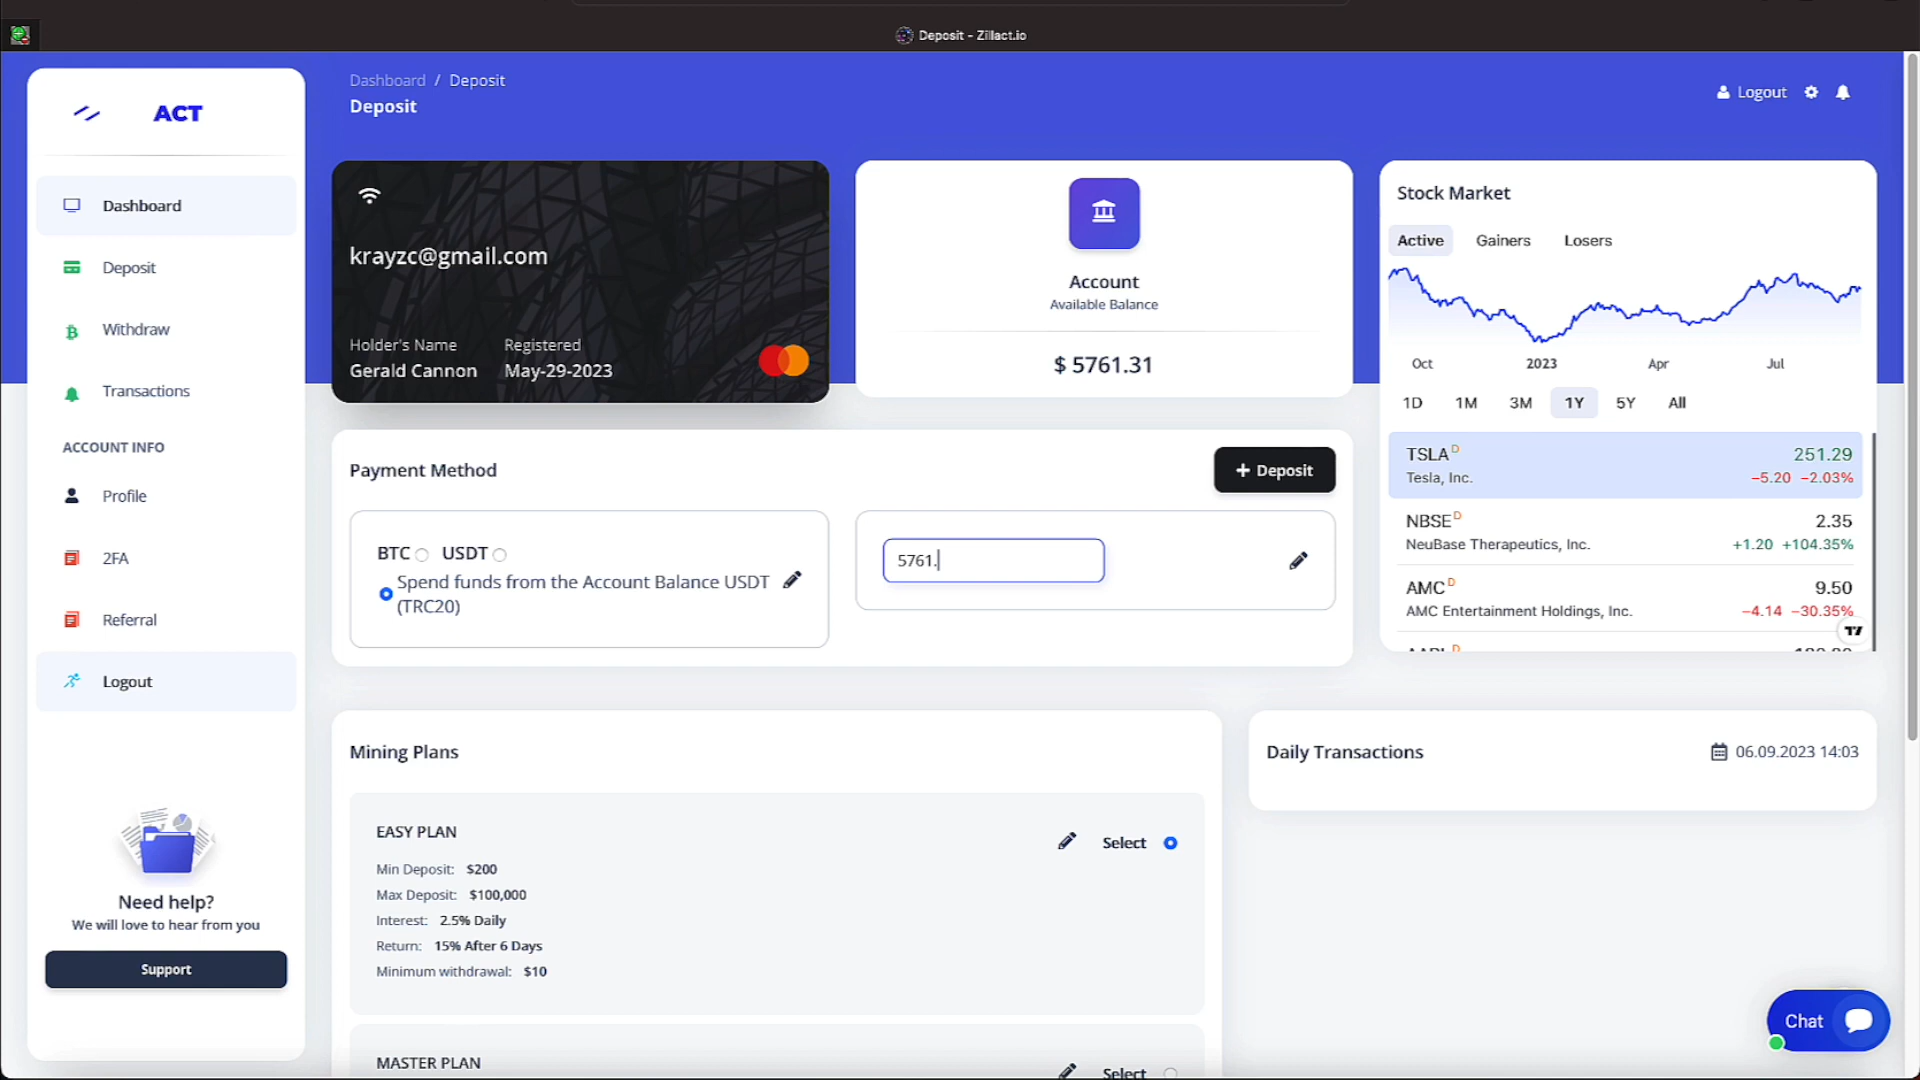 Deposit - Zillact.io
Dashboard / Deposit
Deposit
Logout
ACT
Dashboard
Deposit
Withdraw
Transactions
ACCOUNT INFO
Profile
2FA
Referral
Logout
Need help?
We will love to hear from you
Support
krayzc@gmail.com
Holder's Name
Gerald Cannon
Registered
May-29-2023
Account
Available Balance
$ 5761.31
Stock Market
Active Gainers Losers
Oct 2023 Apr Jul
1D 1M 3M 1Y 5Y All
TSLA D 251.29
Tesla, Inc. −5.20 −2.03%
NBSE D 2.35
NeuBase Therapeutics, Inc. +1.20 +104.35%
AMC D 9.50
AMC Entertainment Holdings, Inc. −4.14 −30.35%
Payment Method
+ Deposit
BTC USDT
Spend funds from the Account Balance USDT
(TRC20)
5761.
Mining Plans
EASY PLAN
Select
Min Deposit: $200
Max Deposit: $100,000
Interest: 2.5% Daily
Return: 15% After 6 Days
Minimum withdrawal: $10
MASTER PLAN
Select
Daily Transactions
06.09.2023 14:03
Chat